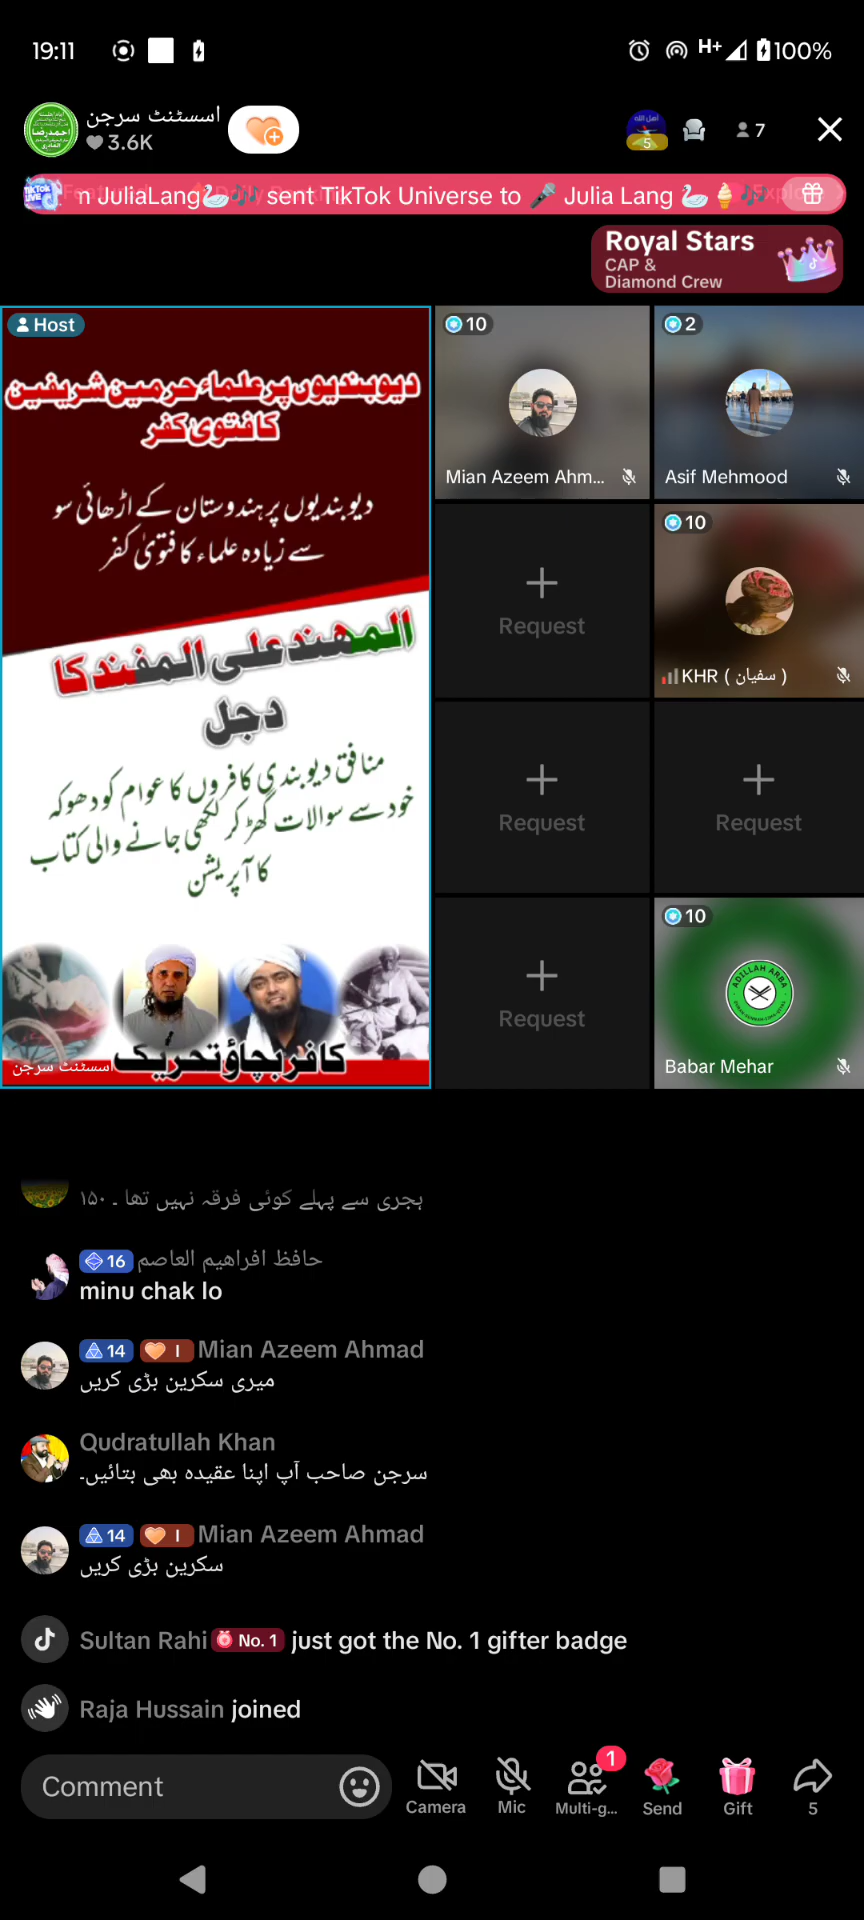 19:11
H+
100%
اسسٹنٹ سرجن
3.6K
5
7
n JuliaLang🦢🎶 sent TikTok Universe to 🎤 Julia Lang 🦢🍦🎶
Royal Stars
CAP &
Diamond Crew
Host
دیوبندیوں پر علماء حرمین شریفین
کا فتویٰ کفر
دیوبندیوں پر ہندوستان کے اڑھائی سو
سے زیادہ علماء کا فتویٰ کفر
المهند علی المفند کا
دجل
منافق دیوبندی کافروں کا عوام کو دھوکہ
خود سے سوالات گھڑ کر لکھی جانے والی کتاب
کا آپریشن
کافر بچاؤ تحریک
اسسٹنٹ سرجن
10
Mian Azeem Ahm...
2
Asif Mehmood
Request
10
KHR ( سفیان )
Request
Request
Request
10
ADILLAH ARBA
Babar Mehar
ہجری سے پہلے کوئی فرقہ نہیں تھا ۔ ۱۵۰
16 حافظ افراھیم العاصم
minu chak lo
14 I Mian Azeem Ahmad
میری سکرین بڑی کریں
Qudratullah Khan
سرجن صاحب آپ اپنا عقیدہ بھی بتائیں۔
14 I Mian Azeem Ahmad
سکرین بڑی کریں
Sultan Rahi No. 1 just got the No. 1 gifter badge
Raja Hussain joined
Comment
Camera
Mic
1
Multi-g...
Send
Gift
5